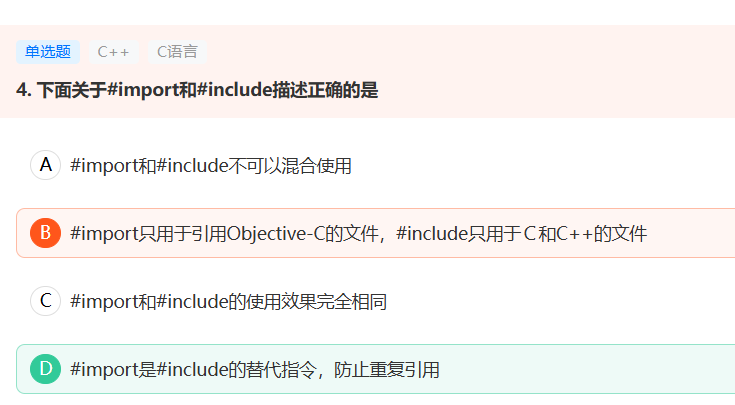 单选题 C++ C语言
4. 下面关于#import和#include描述正确的是
A #import和#include不可以混合使用
B #import只用于引用Objective-C的文件，#include只用于C和C++的文件
C #import和#include的使用效果完全相同
D #import是#include的替代指令，防止重复引用